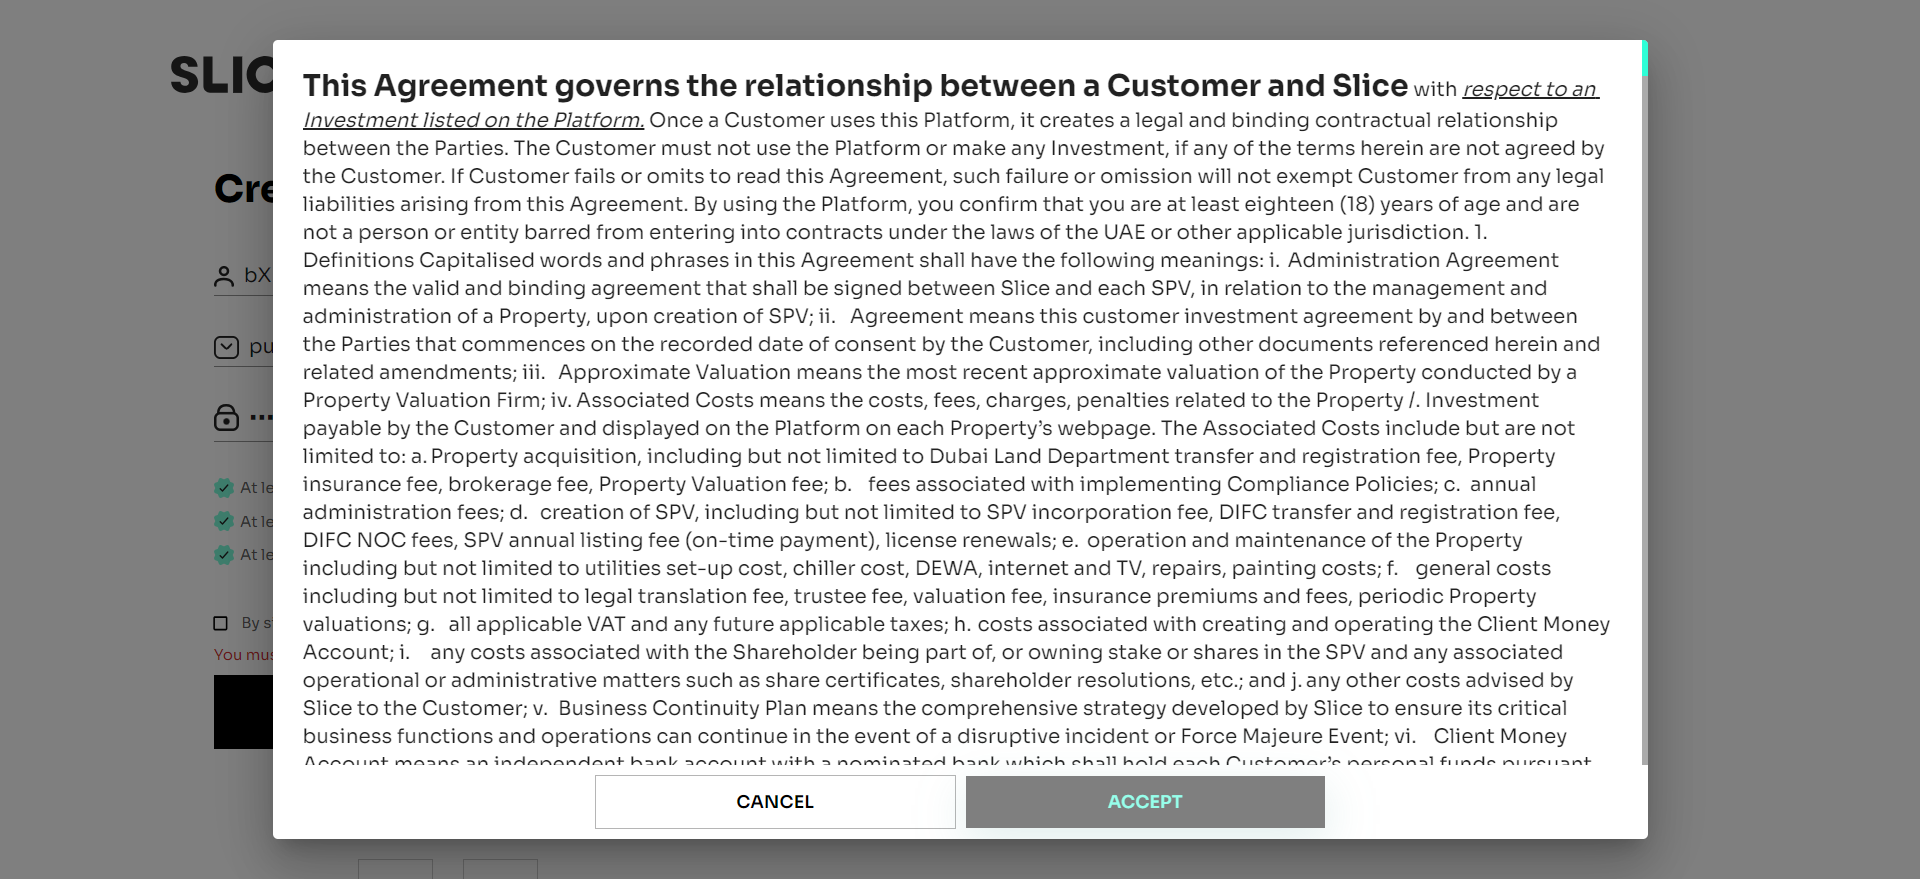 SLIC
Cre
bX
pu
At le
At le
At le
By s
You mus
This Agreement governs the relationship between a Customer and Slice with respect to an
Investment listed on the Platform. Once a Customer uses this Platform, it creates a legal and binding contractual relationship
between the Parties. The Customer must not use the Platform or make any Investment, if any of the terms herein are not agreed by
the Customer. If Customer fails or omits to read this Agreement, such failure or omission will not exempt Customer from any legal
liabilities arising from this Agreement. By using the Platform, you confirm that you are at least eighteen (18) years of age and are
not a person or entity barred from entering into contracts under the laws of the UAE or other applicable jurisdiction. 1.
Definitions Capitalised words and phrases in this Agreement shall have the following meanings: i. Administration Agreement
means the valid and binding agreement that shall be signed between Slice and each SPV, in relation to the management and
administration of a Property, upon creation of SPV; ii. Agreement means this customer investment agreement by and between
the Parties that commences on the recorded date of consent by the Customer, including other documents referenced herein and
related amendments; iii. Approximate Valuation means the most recent approximate valuation of the Property conducted by a
Property Valuation Firm; iv. Associated Costs means the costs, fees, charges, penalties related to the Property /. Investment
payable by the Customer and displayed on the Platform on each Property’s webpage. The Associated Costs include but are not
limited to: a. Property acquisition, including but not limited to Dubai Land Department transfer and registration fee, Property
insurance fee, brokerage fee, Property Valuation fee; b. fees associated with implementing Compliance Policies; c. annual
administration fees; d. creation of SPV, including but not limited to SPV incorporation fee, DIFC transfer and registration fee,
DIFC NOC fees, SPV annual listing fee (on-time payment), license renewals; e. operation and maintenance of the Property
including but not limited to utilities set-up cost, chiller cost, DEWA, internet and TV, repairs, painting costs; f. general costs
including but not limited to legal translation fee, trustee fee, valuation fee, insurance premiums and fees, periodic Property
valuations; g. all applicable VAT and any future applicable taxes; h. costs associated with creating and operating the Client Money
Account; i. any costs associated with the Shareholder being part of, or owning stake or shares in the SPV and any associated
operational or administrative matters such as share certificates, shareholder resolutions, etc.; and j. any other costs advised by
Slice to the Customer; v. Business Continuity Plan means the comprehensive strategy developed by Slice to ensure its critical
business functions and operations can continue in the event of a disruptive incident or Force Majeure Event; vi. Client Money
Account means an independent bank account with a nominated bank which shall hold each Customer’s personal funds pursuant
CANCEL
ACCEPT